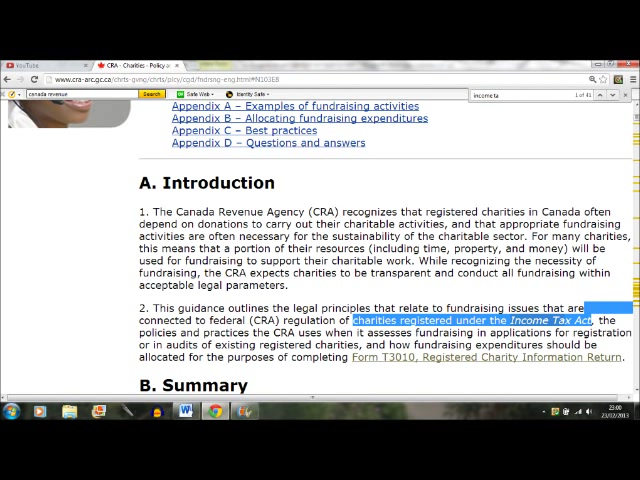 YouTube
CRA - Charities - Policy a
www.cra-arc.gc.ca/chrts-gvng/chrts/plcy/cgd/fndrsng-eng.html#N103E8
canada revenue
Search
Safe Web
Identity Safe
income ta
1 of 41
Appendix A – Examples of fundraising activities
Appendix B – Allocating fundraising expenditures
Appendix C – Best practices
Appendix D – Questions and answers
A. Introduction
1. The Canada Revenue Agency (CRA) recognizes that registered charities in Canada often
depend on donations to carry out their charitable activities, and that appropriate fundraising
activities are often necessary for the sustainability of the charitable sector. For many charities,
this means that a portion of their resources (including time, property, and money) will be
used for fundraising to support their charitable work. While recognizing the necessity of
fundraising, the CRA expects charities to be transparent and conduct all fundraising within
acceptable legal parameters.
2. This guidance outlines the legal principles that relate to fundraising issues that are
connected to federal (CRA) regulation of charities registered under the Income Tax Act, the
policies and practices the CRA uses when it assesses fundraising in applications for registration
or in audits of existing registered charities, and how fundraising expenditures should be
allocated for the purposes of completing Form T3010, Registered Charity Information Return.
B. Summary
23:00
23/02/2013